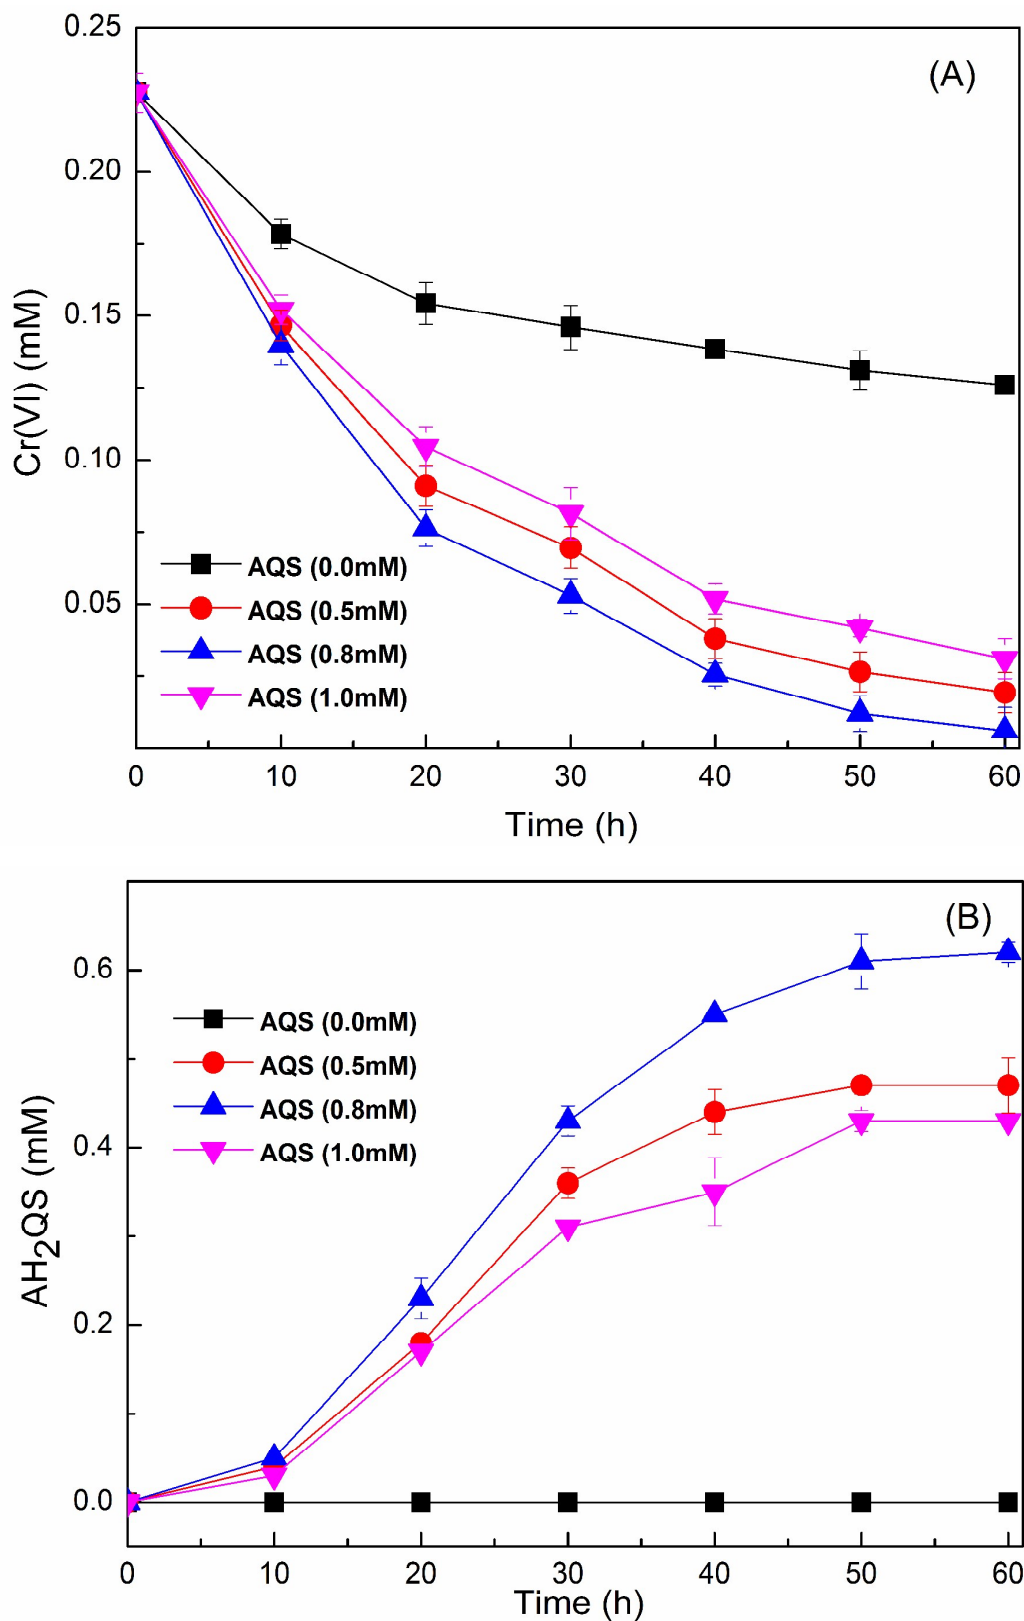 (A)
0.25
0.20
0.15
0.10
0.05
Cr(VI) (mM)
AQS (0.0mM)
AQS (0.5mM)
AQS (0.8mM)
AQS (1.0mM)
0 10 20 30 40 50 60
Time (h)
(B)
0.6
0.4
0.2
0.0
AH2QS (mM)
AQS (0.0mM)
AQS (0.5mM)
AQS (0.8mM)
AQS (1.0mM)
0 10 20 30 40 50 60
Time (h)